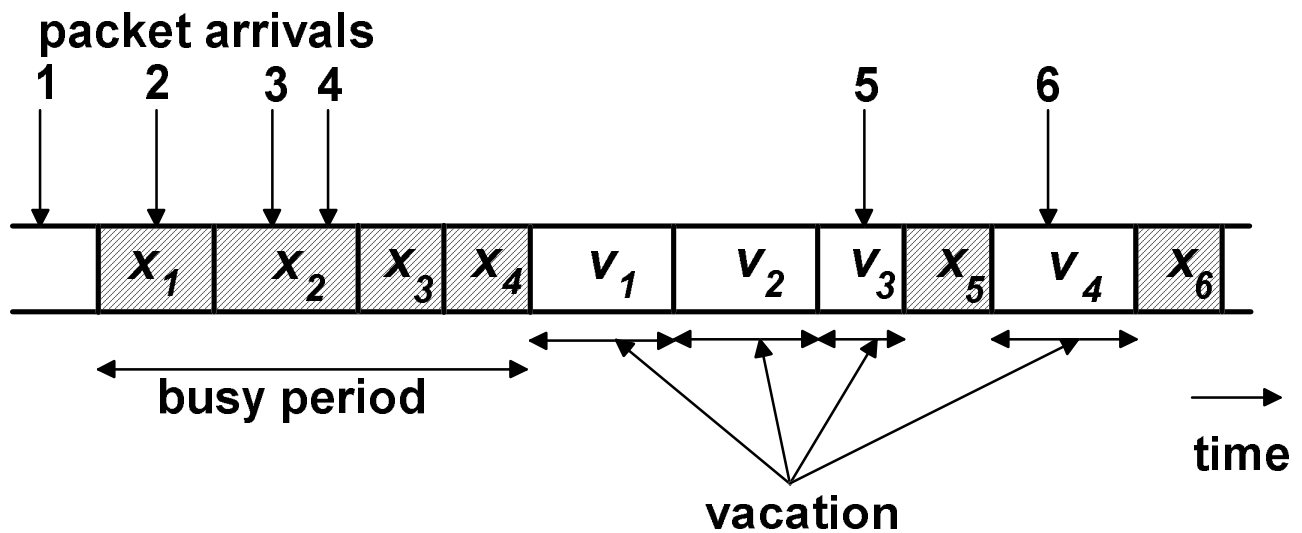 packet arrivals
1 2 3 4 5 6
x1 x2 x3 x4 v1 v2 v3 x5 v4 x6
busy period
time
vacation